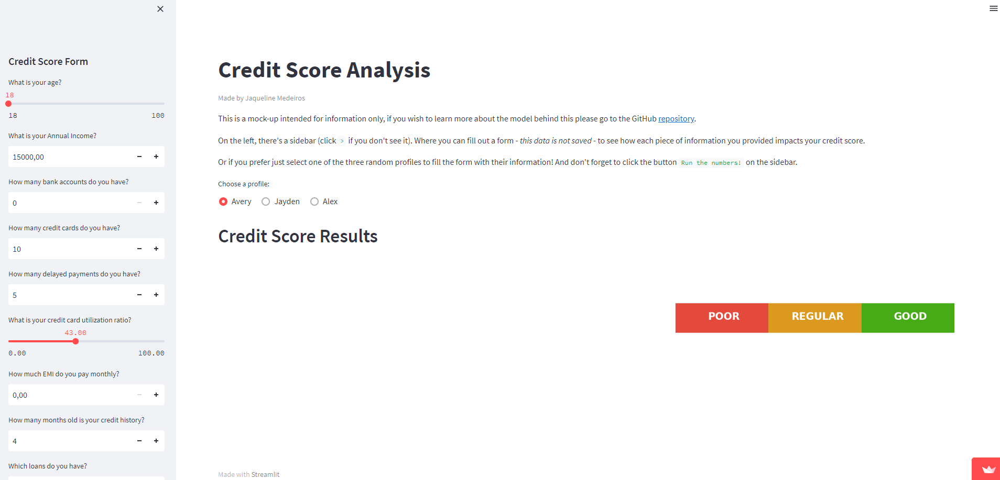 Credit Score Form
What is your age?
18
18 100
What is your Annual Income?
15000,00
How many bank accounts do you have?
0
How many credit cards do you have?
10
How many delayed payments do you have?
5
What is your credit card utilization ratio?
43.00
0.00 100.00
How much EMI do you pay monthly?
0,00
How many months old is your credit history?
4
Which loans do you have?
Credit Score Analysis
Made by Jaqueline Medeiros
This is a mock-up intended for information only, if you wish to learn more about the model behind this please go to the GitHub repository.
On the left, there's a sidebar (click > if you don't see it). Where you can fill out a form - this data is not saved - to see how each piece of information you provided impacts your credit score.
Or if you prefer just select one of the three random profiles to fill the form with their information! And don't forget to click the button Run the numbers! on the sidebar.
Choose a profile:
Avery Jayden Alex
Credit Score Results
POOR REGULAR GOOD
Made with Streamlit